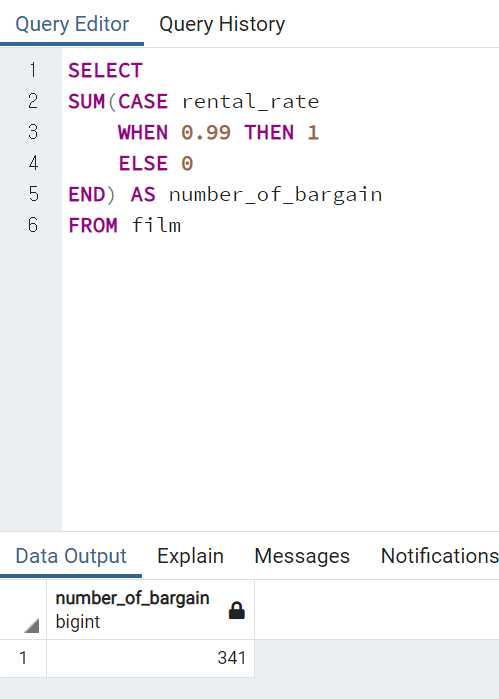 Query Editor Query History
1 SELECT
2 SUM(CASE rental_rate
3 WHEN 0.99 THEN 1
4 ELSE 0
5 END) AS number_of_bargain
6 FROM film
Data Output Explain Messages Notifications
number_of_bargain
bigint
1 341